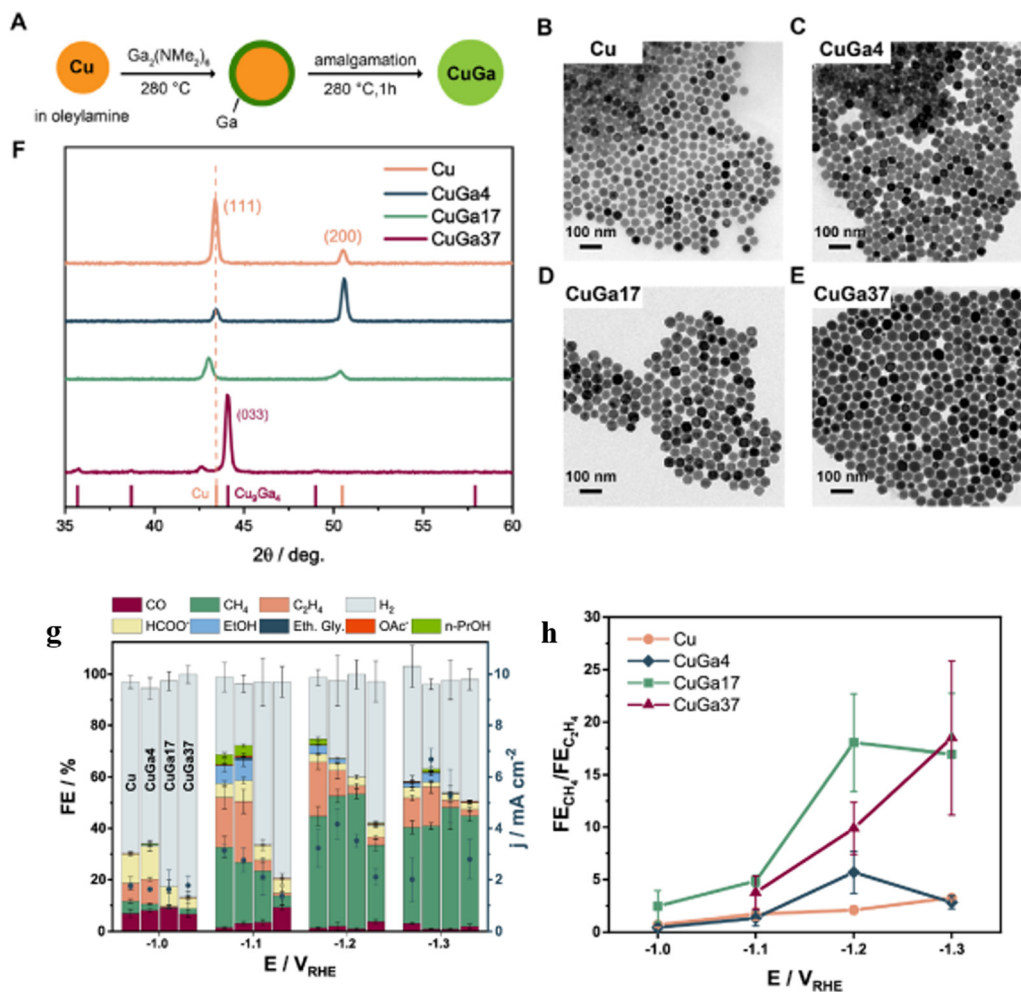 A
Cu
Ga₂(NMe₂)₆
280 °C
in oleylamine
Ga
amalgamation
280 °C,1h
CuGa
B
Cu
100 nm
C
CuGa4
100 nm
D
CuGa17
100 nm
E
CuGa37
100 nm
F
Cu
CuGa4
CuGa17
CuGa37
(111)
(200)
(033)
Cu
Cu₉Ga₄
35 40 45 50 55 60
2θ / deg.
g
CO CH₄ C₂H₄ H₂
HCOO⁻ EtOH Eth. Gly. OAc⁻ n-PrOH
FE / %
100
80
60
40
20
0
Cu
CuGa4
CuGa17
CuGa37
10
8
6
4
2
0
j / mA cm⁻²
-1.0 -1.1 -1.2 -1.3
E / V_RHE
h
FE_CH₄/FE_C₂H₄
30
25
20
15
10
5
0
Cu
CuGa4
CuGa17
CuGa37
-1.0 -1.1 -1.2 -1.3
E / V_RHE